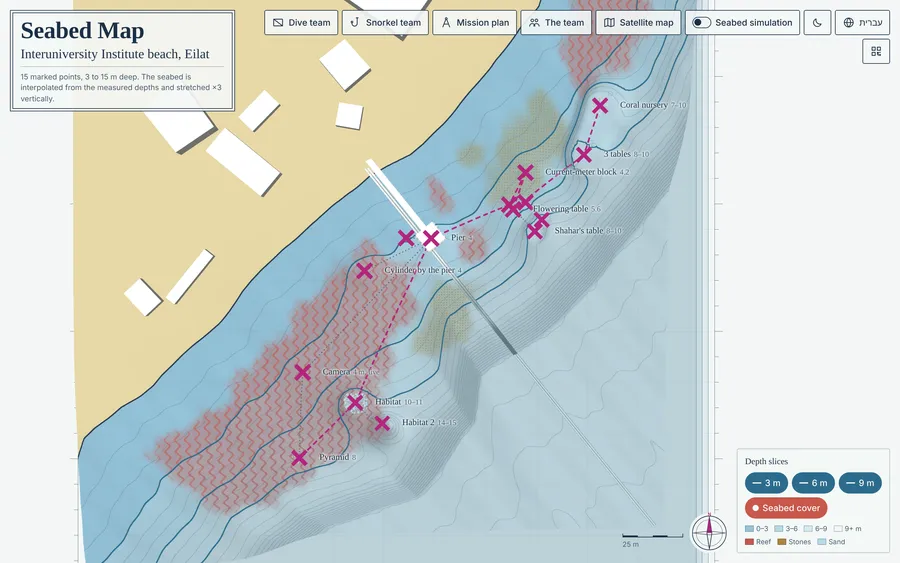 Seabed Map
Interuniversity Institute beach, Eilat
15 marked points, 3 to 15 m deep. The seabed is
interpolated from the measured depths and stretched ×3
vertically.
Dive team
Snorkel team
Mission plan
The team
Satellite map
Seabed simulation
עברית
Coral nursery 7-10
3 tables 8-10
Current-meter block 4.2
Flowering table 5.6
Shahar's table
Pier
Cylinder by the pier 4
Camera
Habitat 10-11
Habitat 2 14-15
Pyramid 8
25 m
N
Depth slices
3 m
6 m
9 m
Seabed cover
0–3
3–6
6–9
9+ m
Reef
Stones
Sand